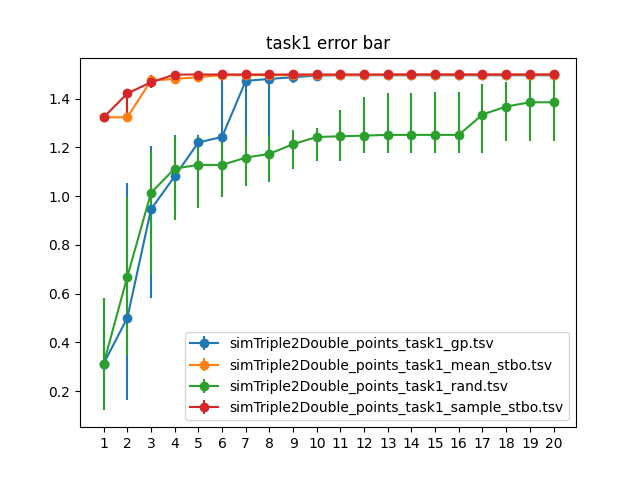 task1 error bar
1.4
1.2
1.0
0.8
0.6
0.4
0.2
simTriple2Double_points_task1_gp.tsv
simTriple2Double_points_task1_mean_stbo.tsv
simTriple2Double_points_task1_rand.tsv
simTriple2Double_points_task1_sample_stbo.tsv
1 2 3 4 5 6 7 8 9 10 11 12 13 14 15 16 17 18 19 20